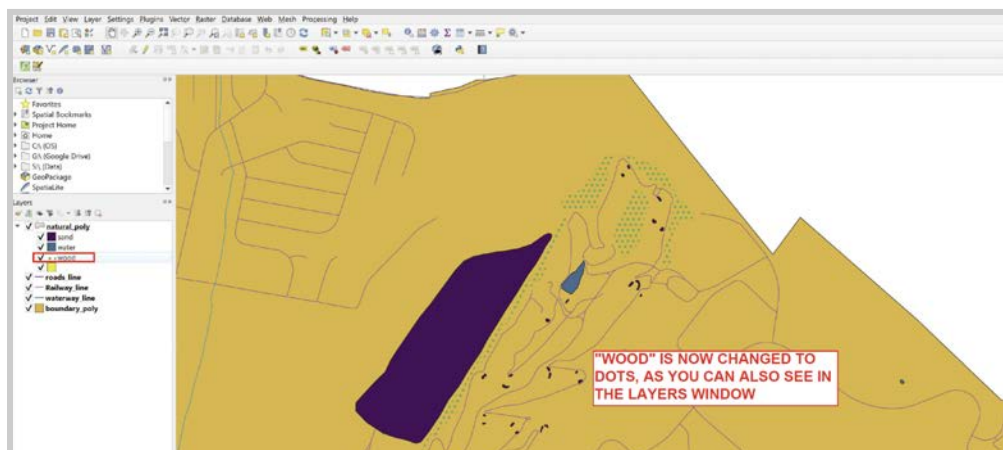 Project Edit View Layer Settings Plugins Vector Raster Database Web Mesh Processing Help
Browser
Favorites
Spatial Bookmarks
Project Home
Home
C:\ (OS)
G:\ (Google Drive)
S:\ (Data)
GeoPackage
SpatiaLite
Layers
natural_poly
sand
water
wood
roads_line
Railway_line
waterway_line
boundary_poly
"WOOD" IS NOW CHANGED TO
DOTS, AS YOU CAN ALSO SEE IN
THE LAYERS WINDOW